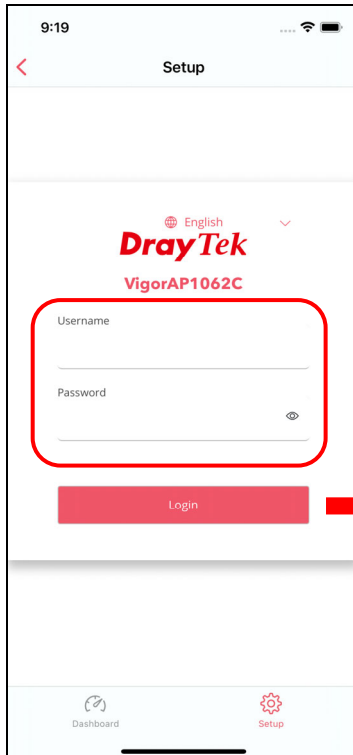 9:19
Setup
English
DrayTek
VigorAP1062C
Username
Password
Login
Dashboard
Setup